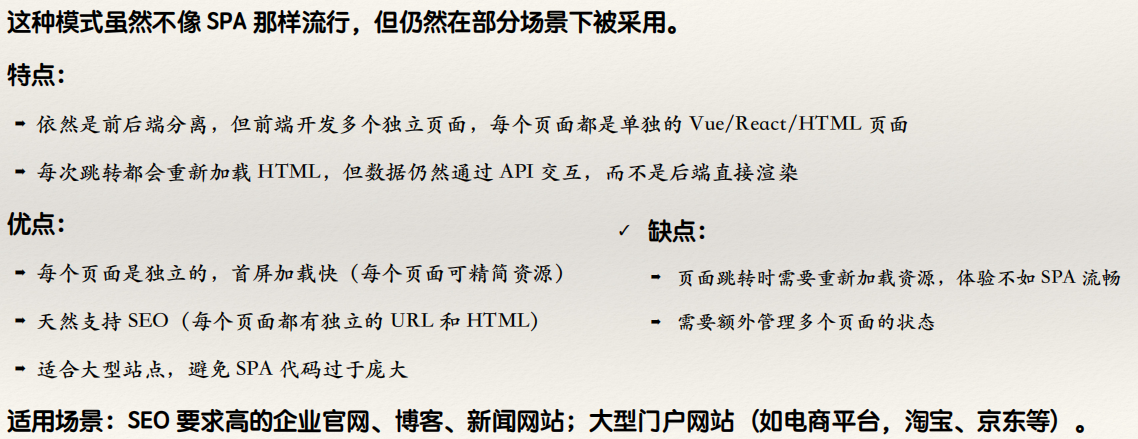 这种模式虽然不像 SPA 那样流行，但仍然在部分场景下被采用。
特点：
➡ 依然是前后端分离，但前端开发多个独立页面，每个页面都是单独的 Vue/React/HTML 页面
➡ 每次跳转都会重新加载 HTML，但数据仍然通过 API 交互，而不是后端直接渲染
优点：
➡ 每个页面是独立的，首屏加载快（每个页面可精简资源）
➡ 天然支持 SEO（每个页面都有独立的 URL 和 HTML）
➡ 适合大型站点，避免 SPA 代码过于庞大
✓ 缺点：
➡ 页面跳转时需要重新加载资源，体验不如 SPA 流畅
➡ 需要额外管理多个页面的状态
适用场景：SEO 要求高的企业官网、博客、新闻网站；大型门户网站（如电商平台，淘宝、京东等）。